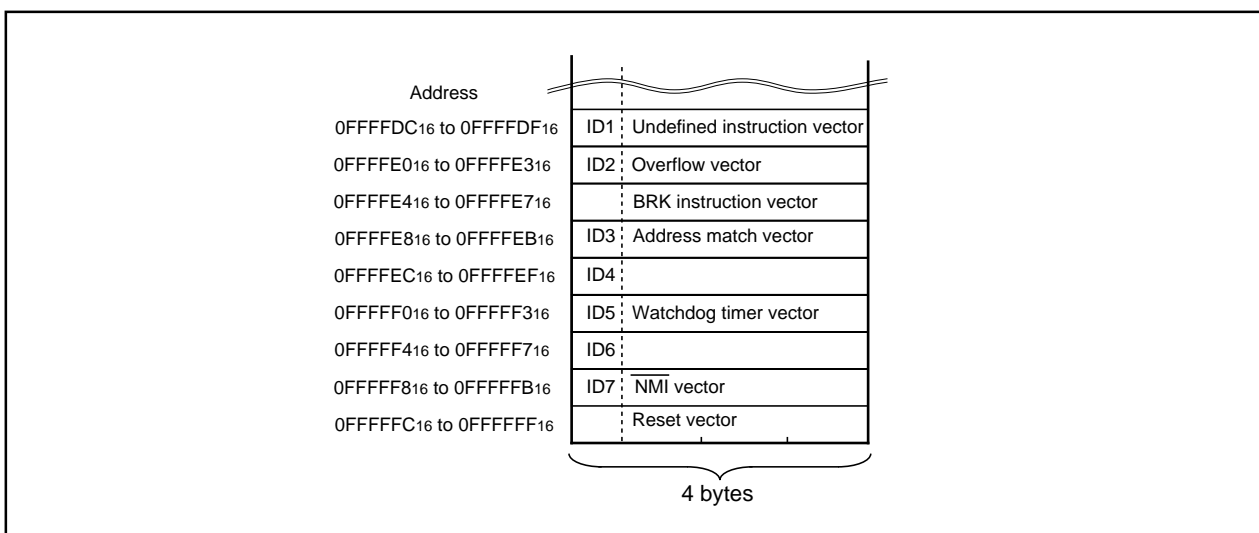 Address
0FFFFDC16 to 0FFFFDF16 ID1 Undefined instruction vector
0FFFFE016 to 0FFFFE316 ID2 Overflow vector
0FFFFE416 to 0FFFFE716 BRK instruction vector
0FFFFE816 to 0FFFFEB16 ID3 Address match vector
0FFFFEC16 to 0FFFFEF16 ID4
0FFFFF016 to 0FFFFF316 ID5 Watchdog timer vector
0FFFFF416 to 0FFFFF716 ID6
0FFFFF816 to 0FFFFFB16 ID7 N̅M̅I̅ vector
0FFFFFC16 to 0FFFFFF16 Reset vector
4 bytes